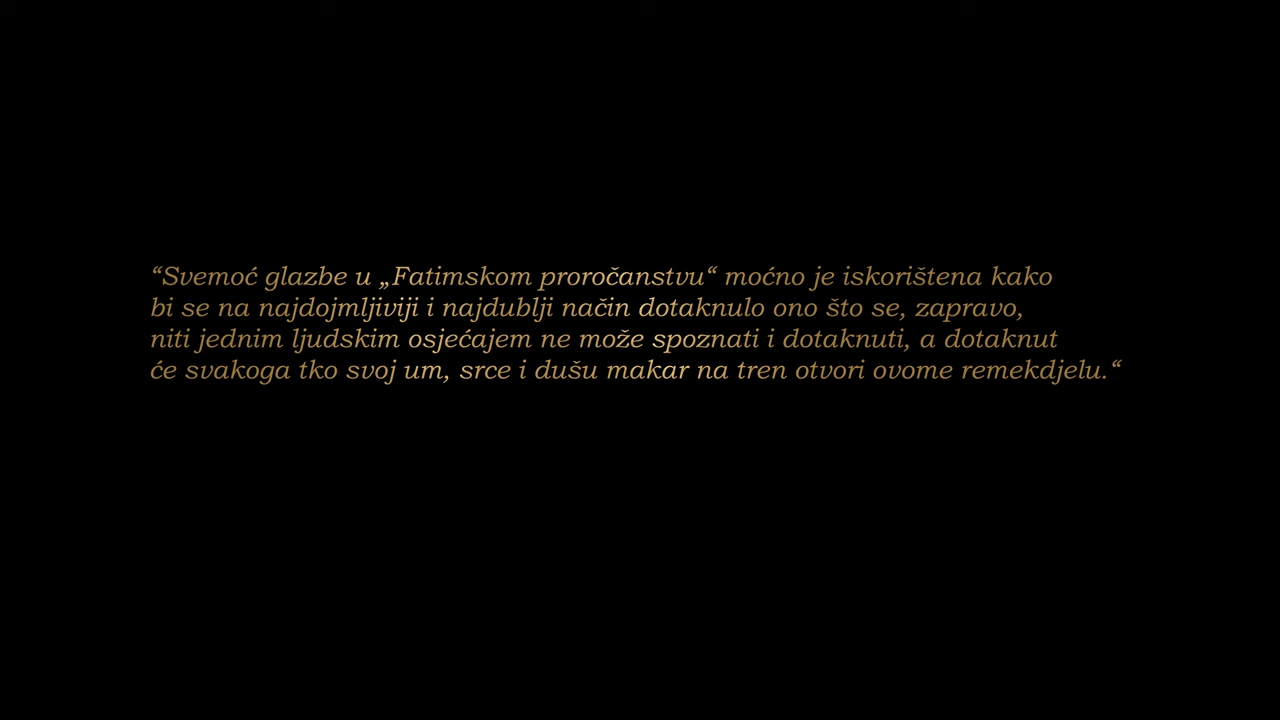 “Svemoć glazbe u „Fatimskom proročanstvu“ moćno je iskorištena kako
bi se na najdojmljiviji i najdublji način dotaknulo ono što se, zapravo,
niti jednim ljudskim osjećajem ne može spoznati i dotaknuti, a dotaknut
će svakoga tko svoj um, srce i dušu makar na tren otvori ovome remekdjelu.“